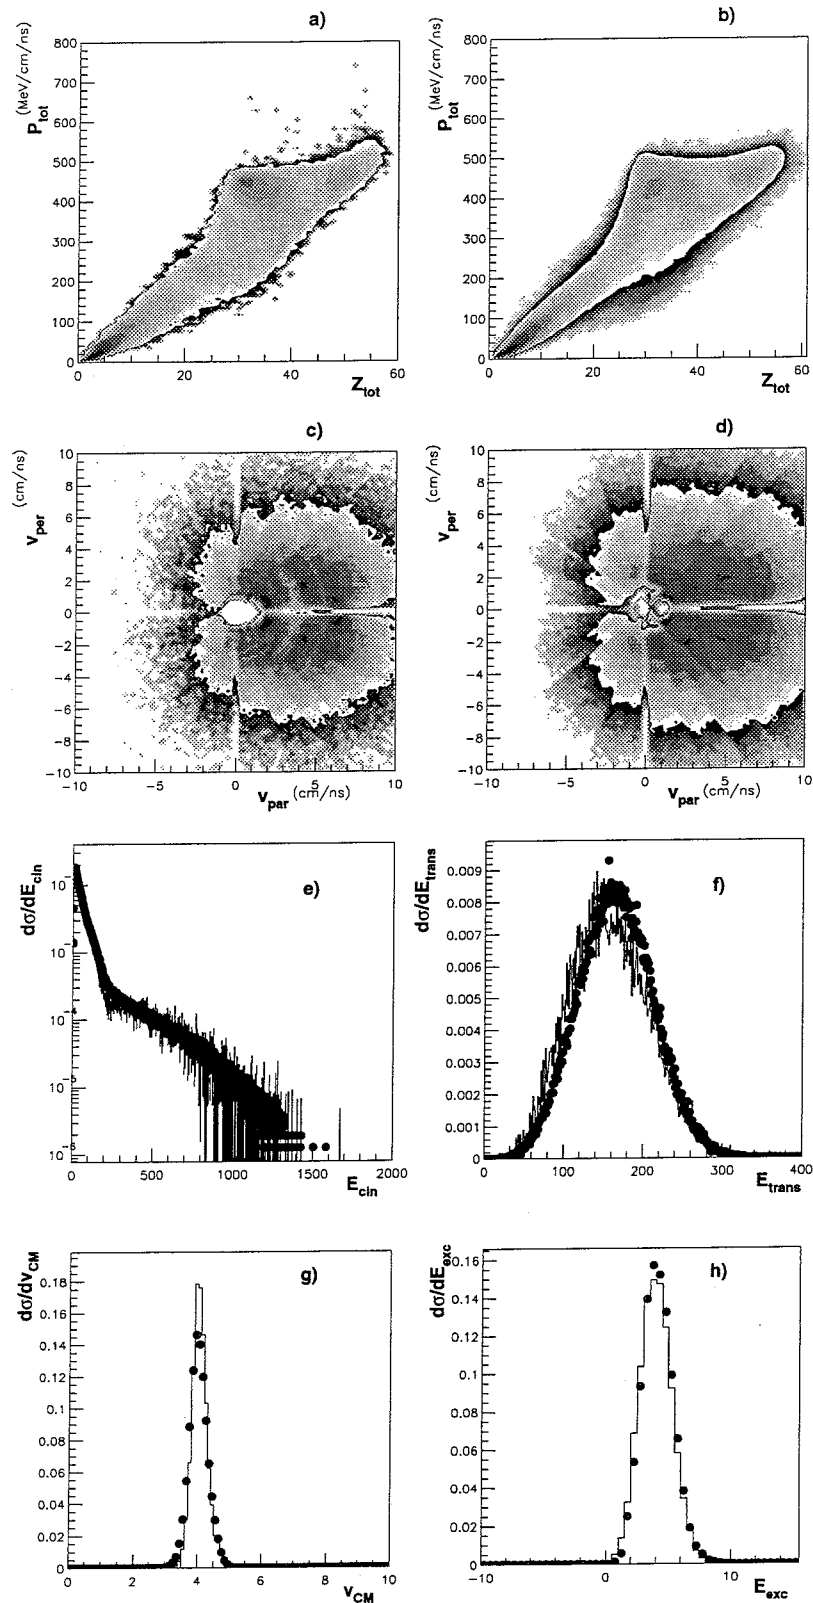 a)
b)
(MeV/cm/ns)
P_tot
800
700
600
500
400
300
200
100
0
0 20 40 60
Z_tot
(MeV/cm/ns)
P_tot
800
700
600
500
400
300
200
100
0
0 20 40 60
Z_tot
c)
d)
(cm/ns)
v_per
10
8
6
4
2
0
−2
−4
−6
−8
−10
−10 −5 0 5 10
v_par (cm/ns)
(cm/ns)
v_per
10
8
6
4
2
0
−2
−4
−6
−8
−10
−10 −5 0 5 10
v_par (cm/ns)
e)
f)
dσ/dE_cin
0 500 1000 1500 2000
E_cin
dσ/dE_trans
0.009
0.008
0.007
0.006
0.005
0.004
0.003
0.002
0.001
0
0 100 200 300 400
E_trans
g)
h)
dσ/dv_CM
0.18
0.16
0.14
0.12
0.1
0.08
0.06
0.04
0.02
0
0 2 4 6 8 10
v_CM
dσ/dE_exc
0.16
0.14
0.12
0.1
0.08
0.06
0.04
0.02
0
−10 0 10
E_exc